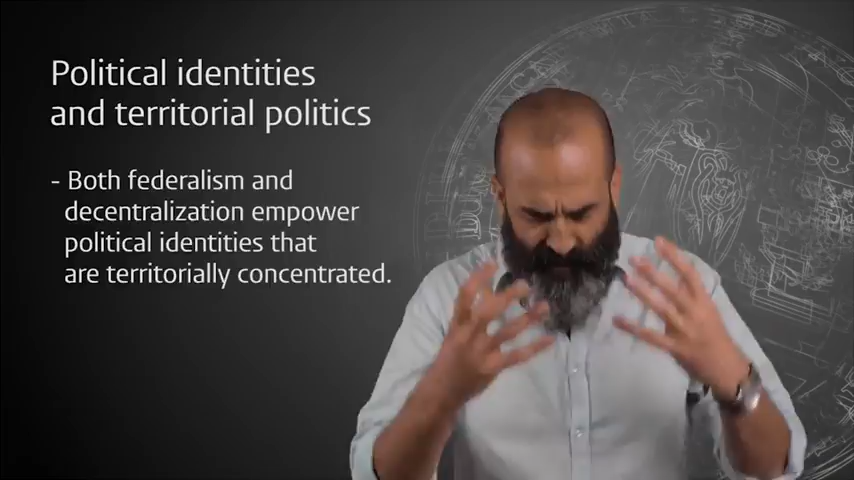 Political identities
and territorial politics
- Both federalism and
decentralization empower
political identities that
are territorially concentrated.